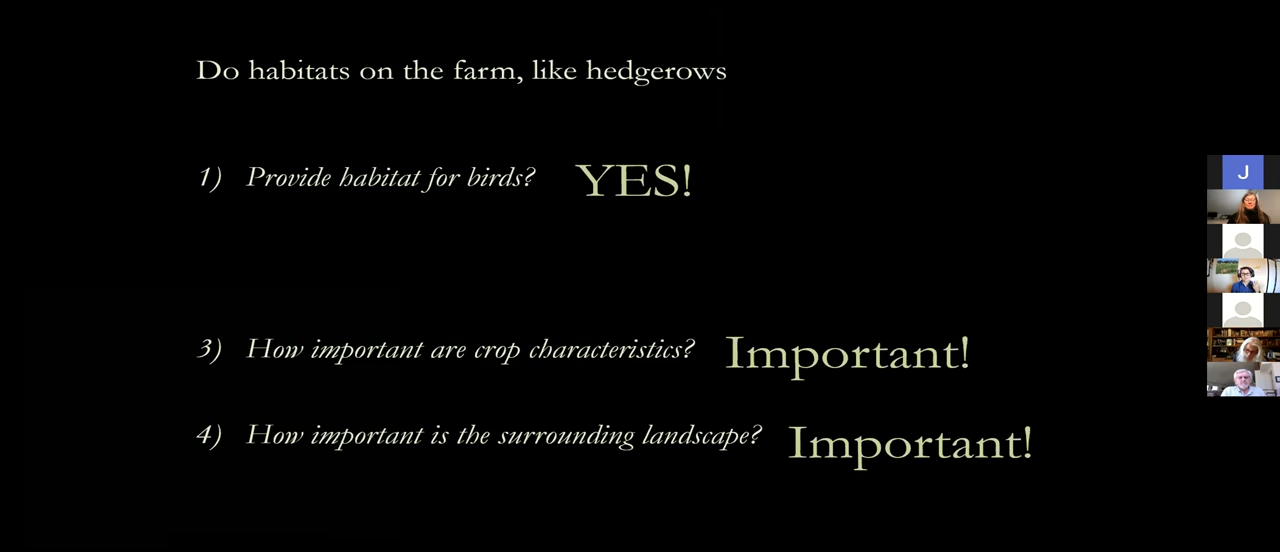 Do habitats on the farm, like hedgerows
1) Provide habitat for birds? YES!
3) How important are crop characteristics? Important!
4) How important is the surrounding landscape? Important!
J